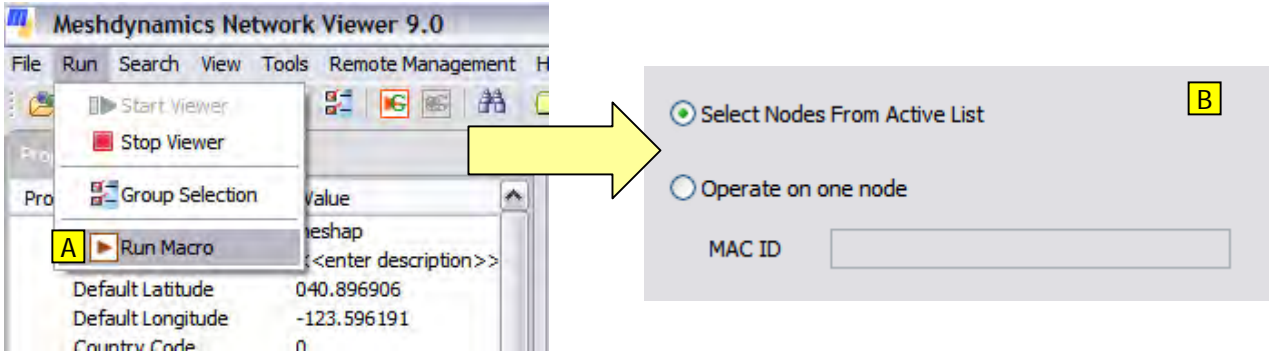 Meshdynamics Network Viewer 9.0
File Run Search View Tools Remote Management H
Start Viewer
Stop Viewer
Group Selection
A Run Macro
Pro Value
meshap
<<enter description>>
Default Latitude 040.896906
Default Longitude -123.596191
Country Code 0
B
Select Nodes From Active List
Operate on one node
MAC ID